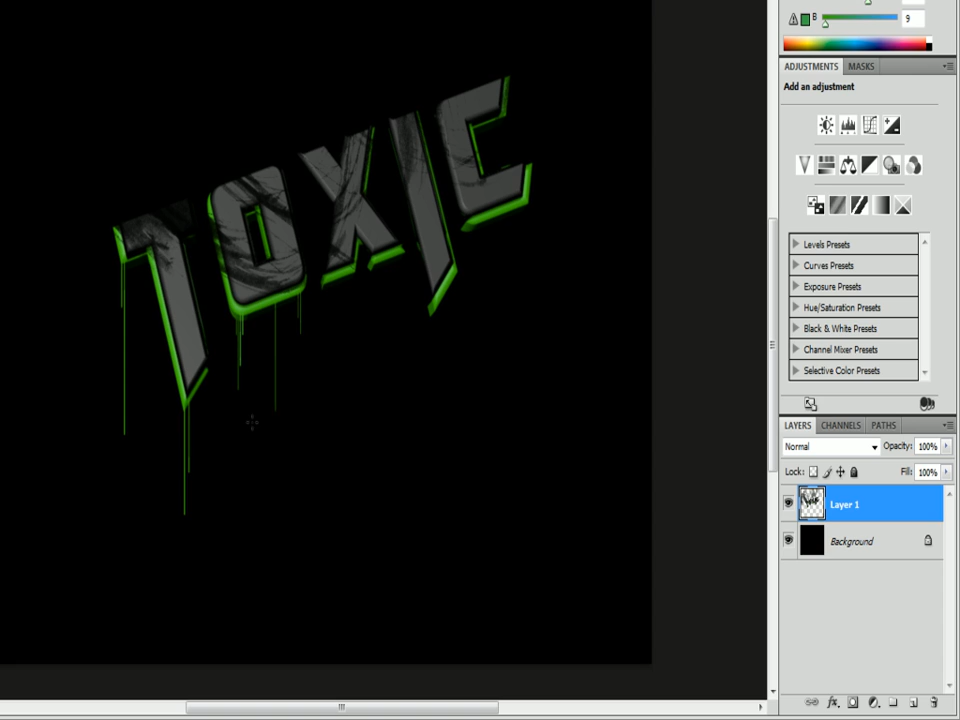 TOXIC
B 9
ADJUSTMENTS MASKS
Add an adjustment
Levels Presets
Curves Presets
Exposure Presets
Hue/Saturation Presets
Black & White Presets
Channel Mixer Presets
Selective Color Presets
LAYERS CHANNELS PATHS
Normal Opacity: 100%
Lock: Fill: 100%
Layer 1
Background
fx.